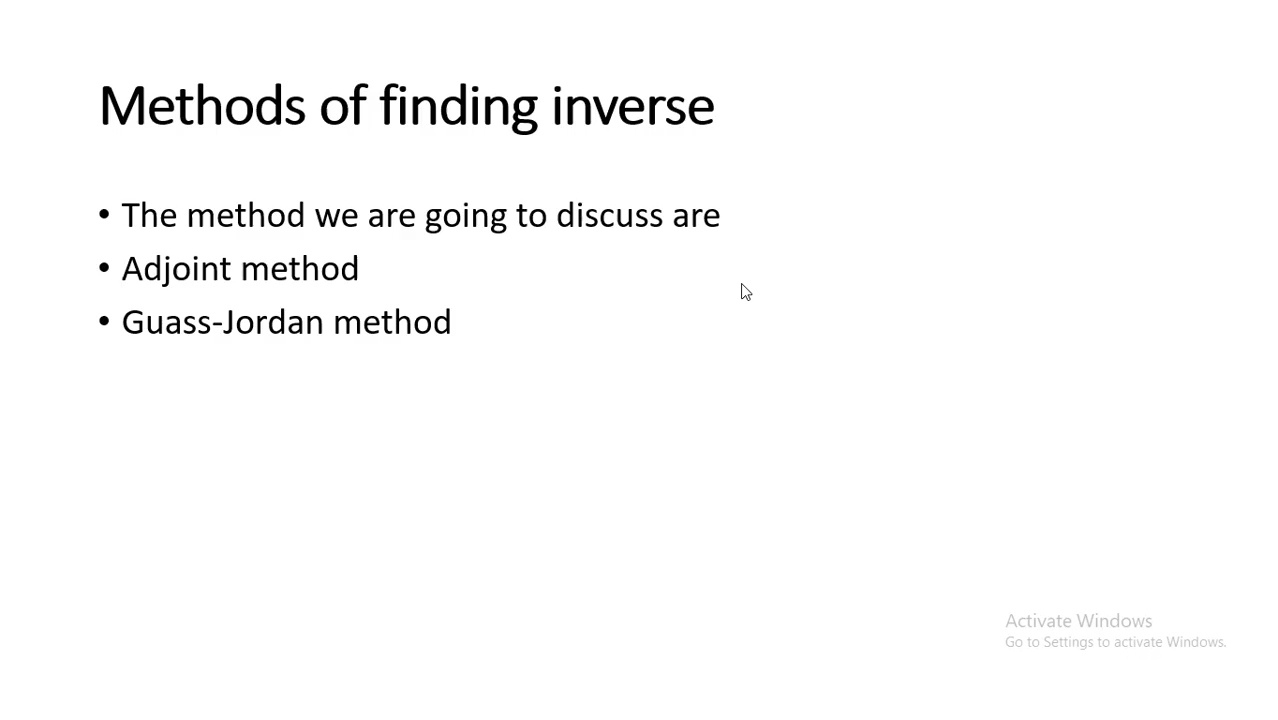 Methods of finding inverse
• The method we are going to discuss are
• Adjoint method
• Guass-Jordan method
Activate Windows
Go to Settings to activate Windows.